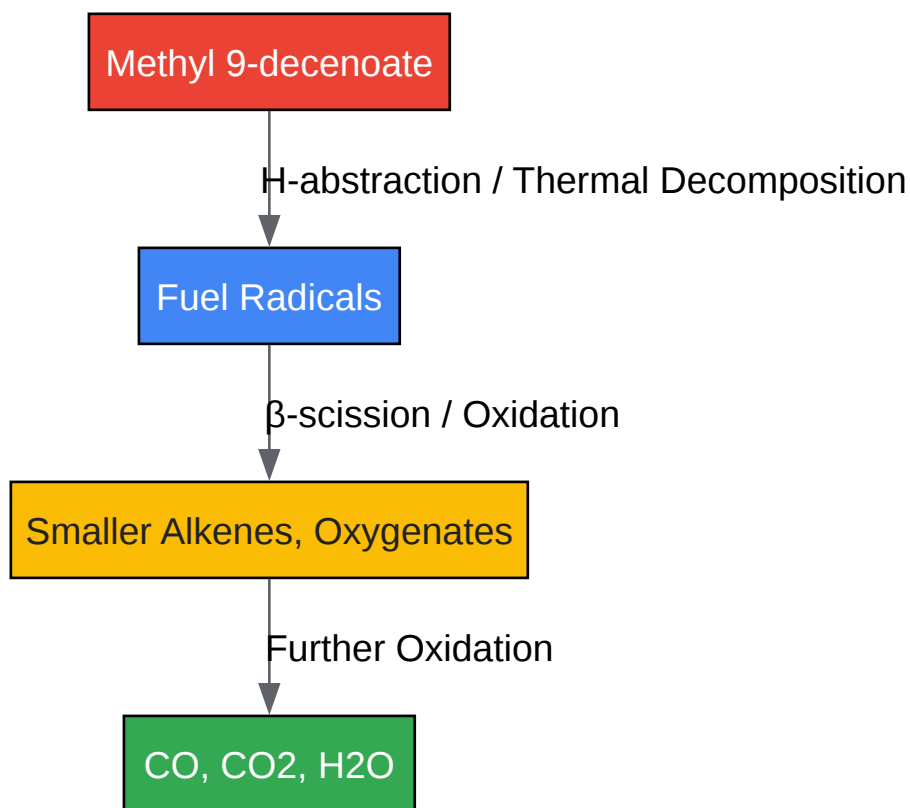 Methyl 9-decenoate
H-abstraction / Thermal Decomposition
Fuel Radicals
β-scission / Oxidation
Smaller Alkenes, Oxygenates
Further Oxidation
CO, CO2, H2O